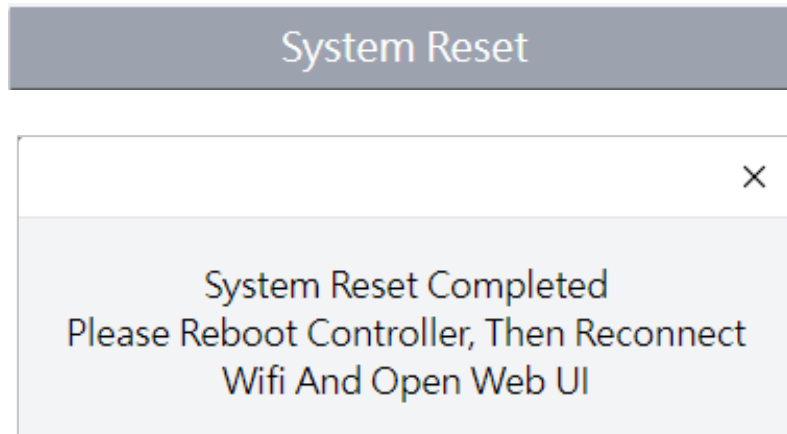 System Reset
System Reset Completed
Please Reboot Controller, Then Reconnect
Wifi And Open Web UI